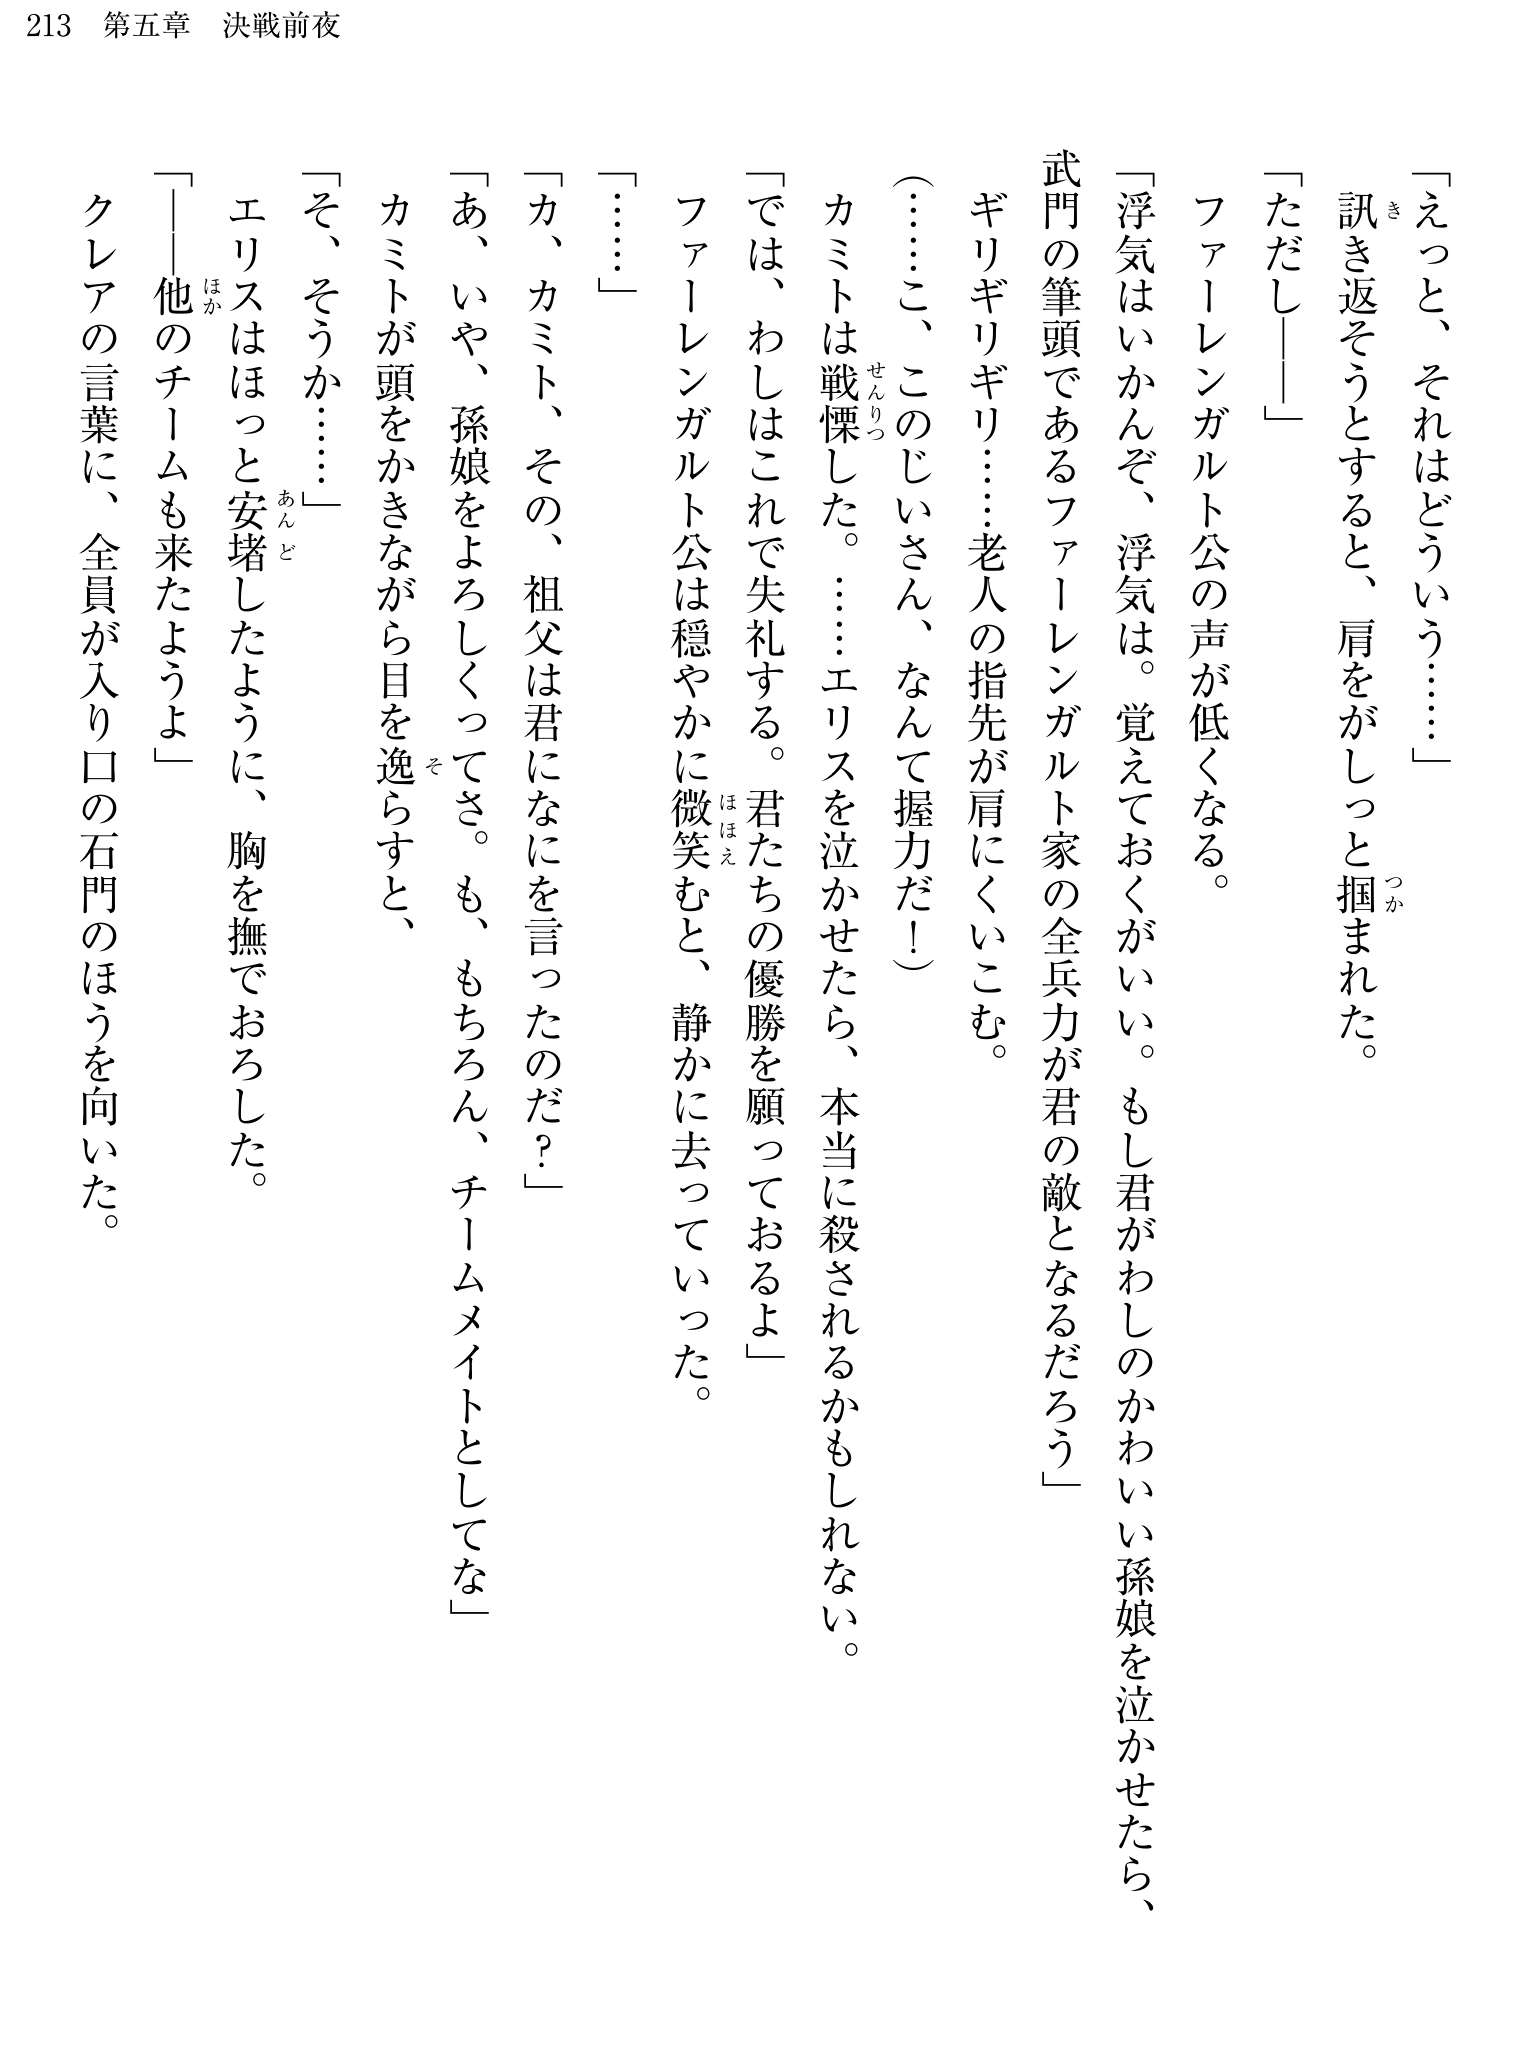 213　第五章　決戦前夜
「えっと、それはどういう……」
訊き返そうとすると、肩をがしっと掴まれた。
「ただし――」
ファーレンガルト公の声が低くなる。
「浮気はいかんぞ、浮気は。覚えておくがいい。もし君がわしのかわいい孫娘を泣かせたら、
武門の筆頭であるファーレンガルト家の全兵力が君の敵となるだろう」
ギリギリギリ……老人の指先が肩にくいこむ。
(……こ、このじいさん、なんて握力だ！)
カミトは戦慄した。……エリスを泣かせたら、本当に殺されるかもしれない。
「では、わしはこれで失礼する。君たちの優勝を願っておるよ」
ファーレンガルト公は穏やかに微笑むと、静かに去っていった。
「……」
「カ、カミト、その、祖父は君になにを言ったのだ？」
「あ、いや、孫娘をよろしくってさ。も、もちろん、チームメイトとしてな」
カミトが頭をかきながら目を逸らすと、
「そ、そうか……」
エリスはほっと安堵したように、胸を撫でおろした。
「――他のチームも来たようよ」
クレアの言葉に、全員が入り口の石門のほうを向いた。